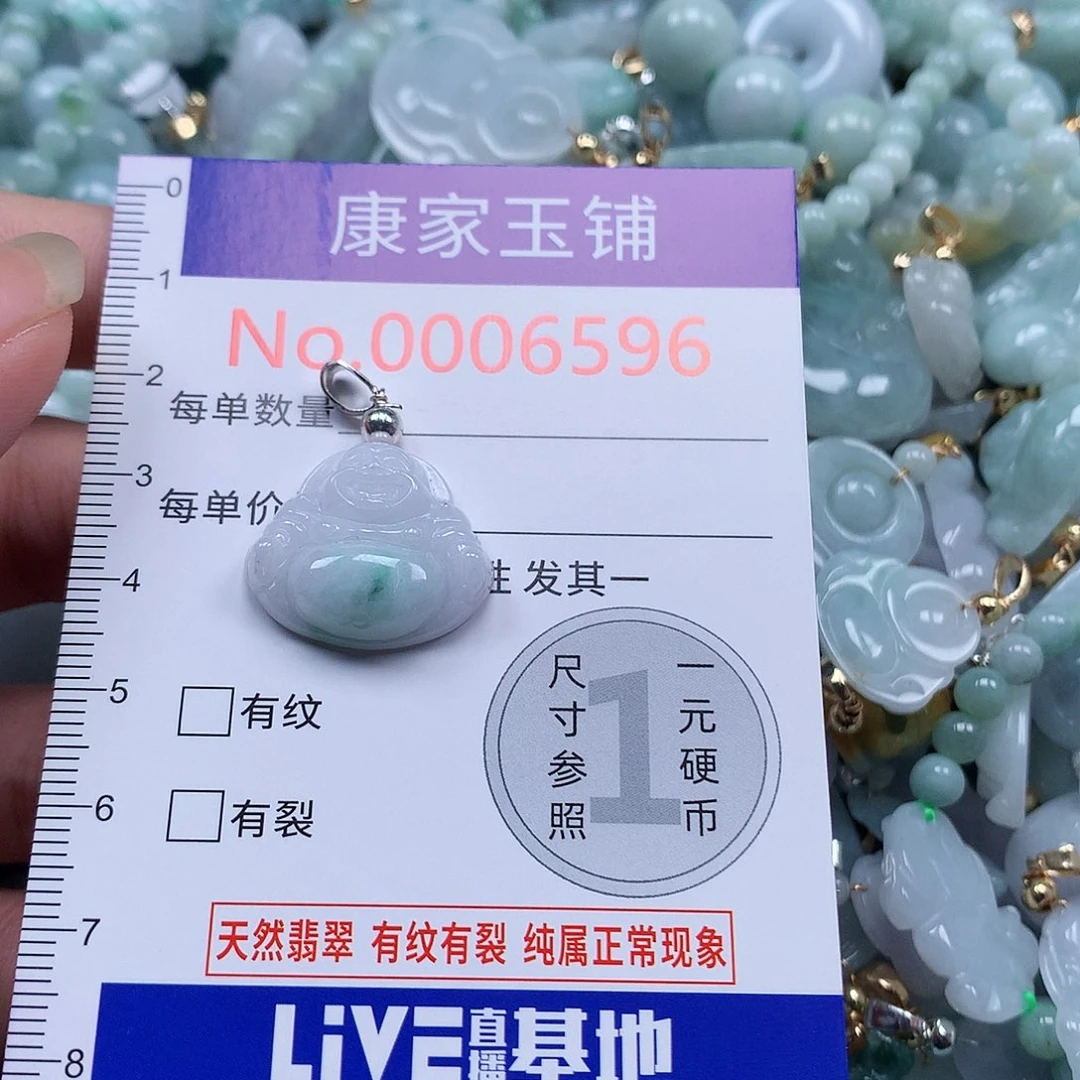 康家玉铺
No.0006596
每单数量
每单价
发其一
有纹
有裂
尺寸参照
1
一元硬币
天然翡翠 有纹有裂 纯属正常现象
LiVE直播基地
0
1
2
3
4
5
6
7
8